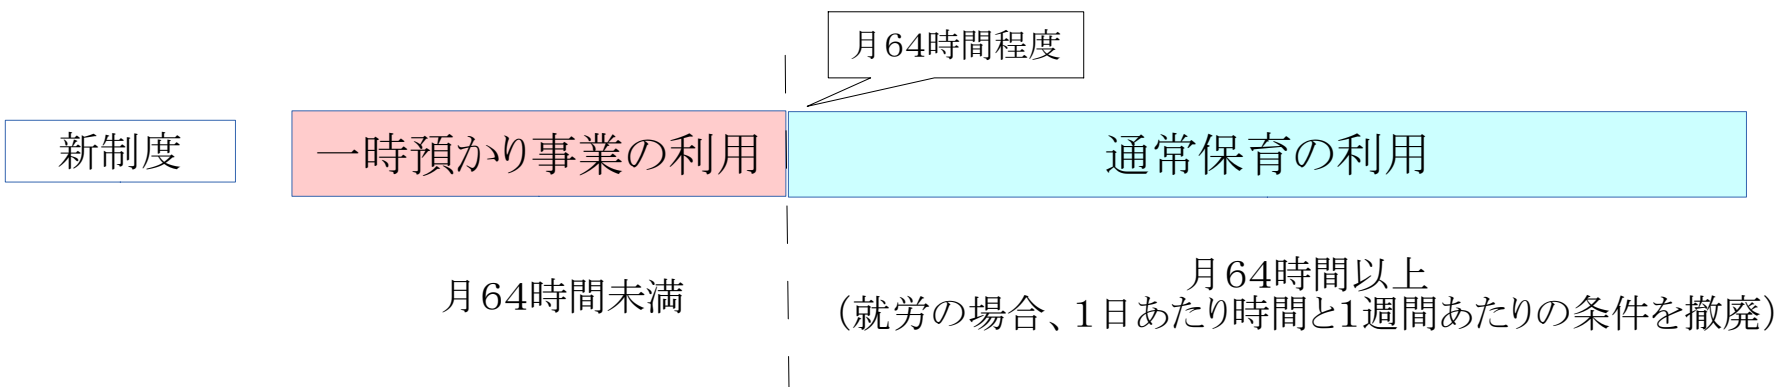 月64時間程度
新制度
一時預かり事業の利用
通常保育の利用
月64時間未満
月64時間以上
（就労の場合、1日あたり時間と1週間あたりの条件を撤廃）